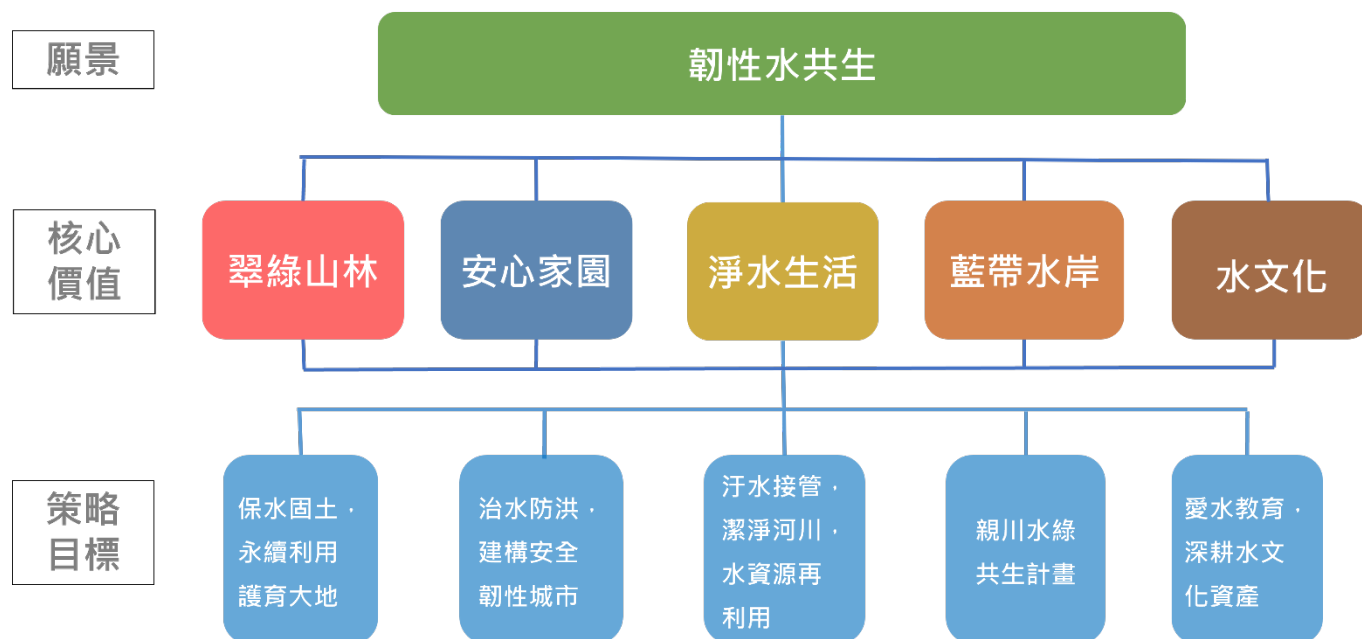 願景
韌性水共生
核心
價值
翠綠山林
安心家園
淨水生活
藍帶水岸
水文化
策略
目標
保水固土，
永續利用
護育大地
治水防洪，
建構安全
韌性城市
汙水接管，
潔淨河川，
水資源再
利用
親川水綠
共生計畫
愛水教育，
深耕水文
化資產